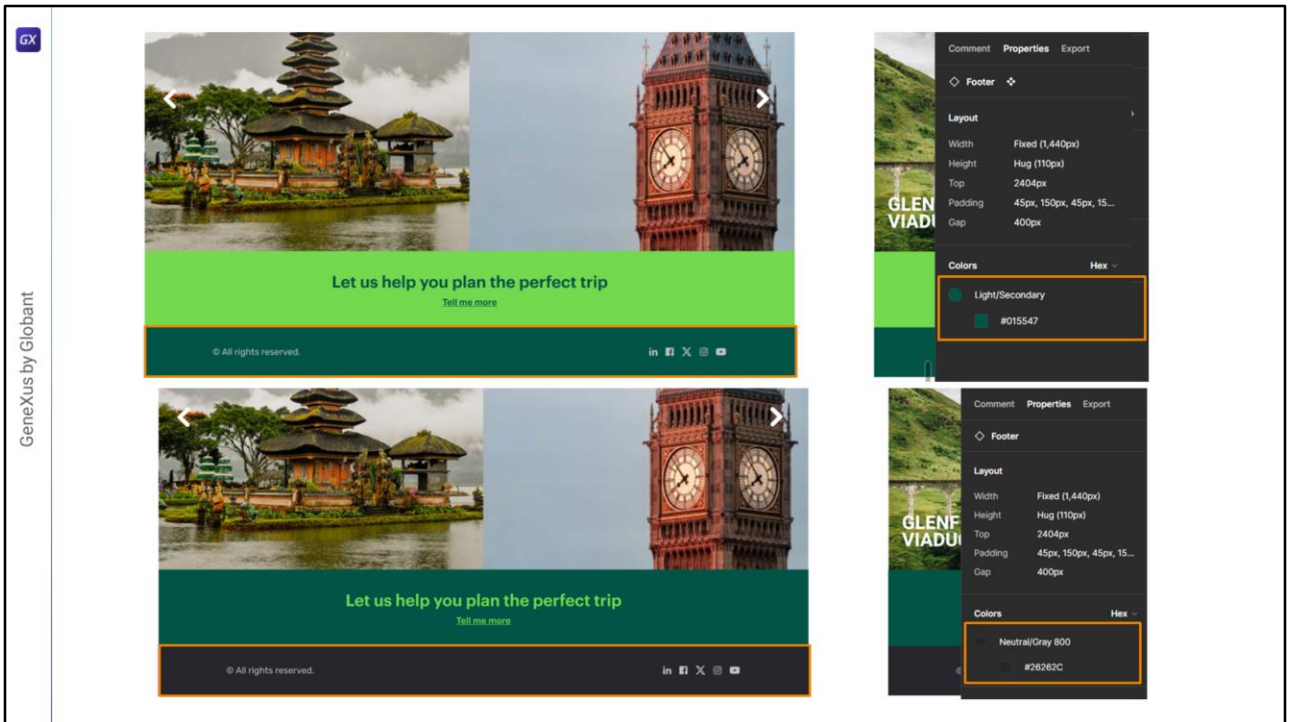 GX
GeneXus by Globant
Let us help you plan the perfect trip
Tell me more
© All rights reserved.
in
Comment Properties Export
Footer
Layout
Width Fixed (1,440px)
Height Hug (110px)
Top 2404px
Padding 45px, 150px, 45px, 15...
Gap 400px
Colors Hex
Light/Secondary
#015547
GLEN
VIADU
Let us help you plan the perfect trip
Tell me more
© All rights reserved.
in
Comment Properties Export
Footer
Layout
Width Fixed (1,440px)
Height Hug (110px)
Top 2404px
Padding 45px, 150px, 45px, 15...
Gap 400px
Colors Hex
Neutral/Gray 800
#26262C
GLENF
VIADU